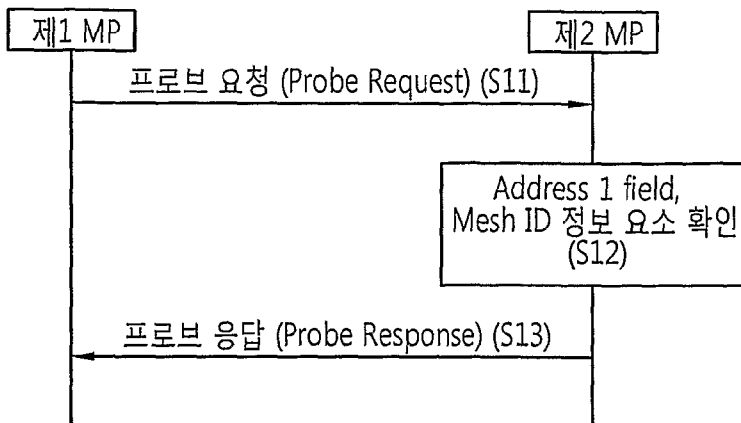 제1 MP
제2 MP
프로브 요청 (Probe Request) (S11)
Address 1 field,
Mesh ID 정보 요소 확인
(S12)
프로브 응답 (Probe Response) (S13)